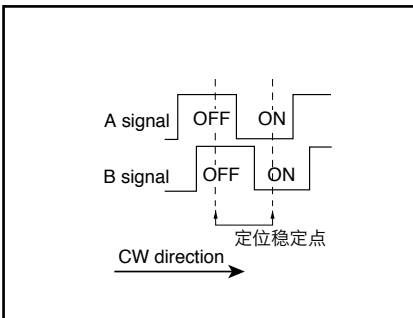 A signal OFF ON
B signal OFF ON
定位稳定点
CW direction